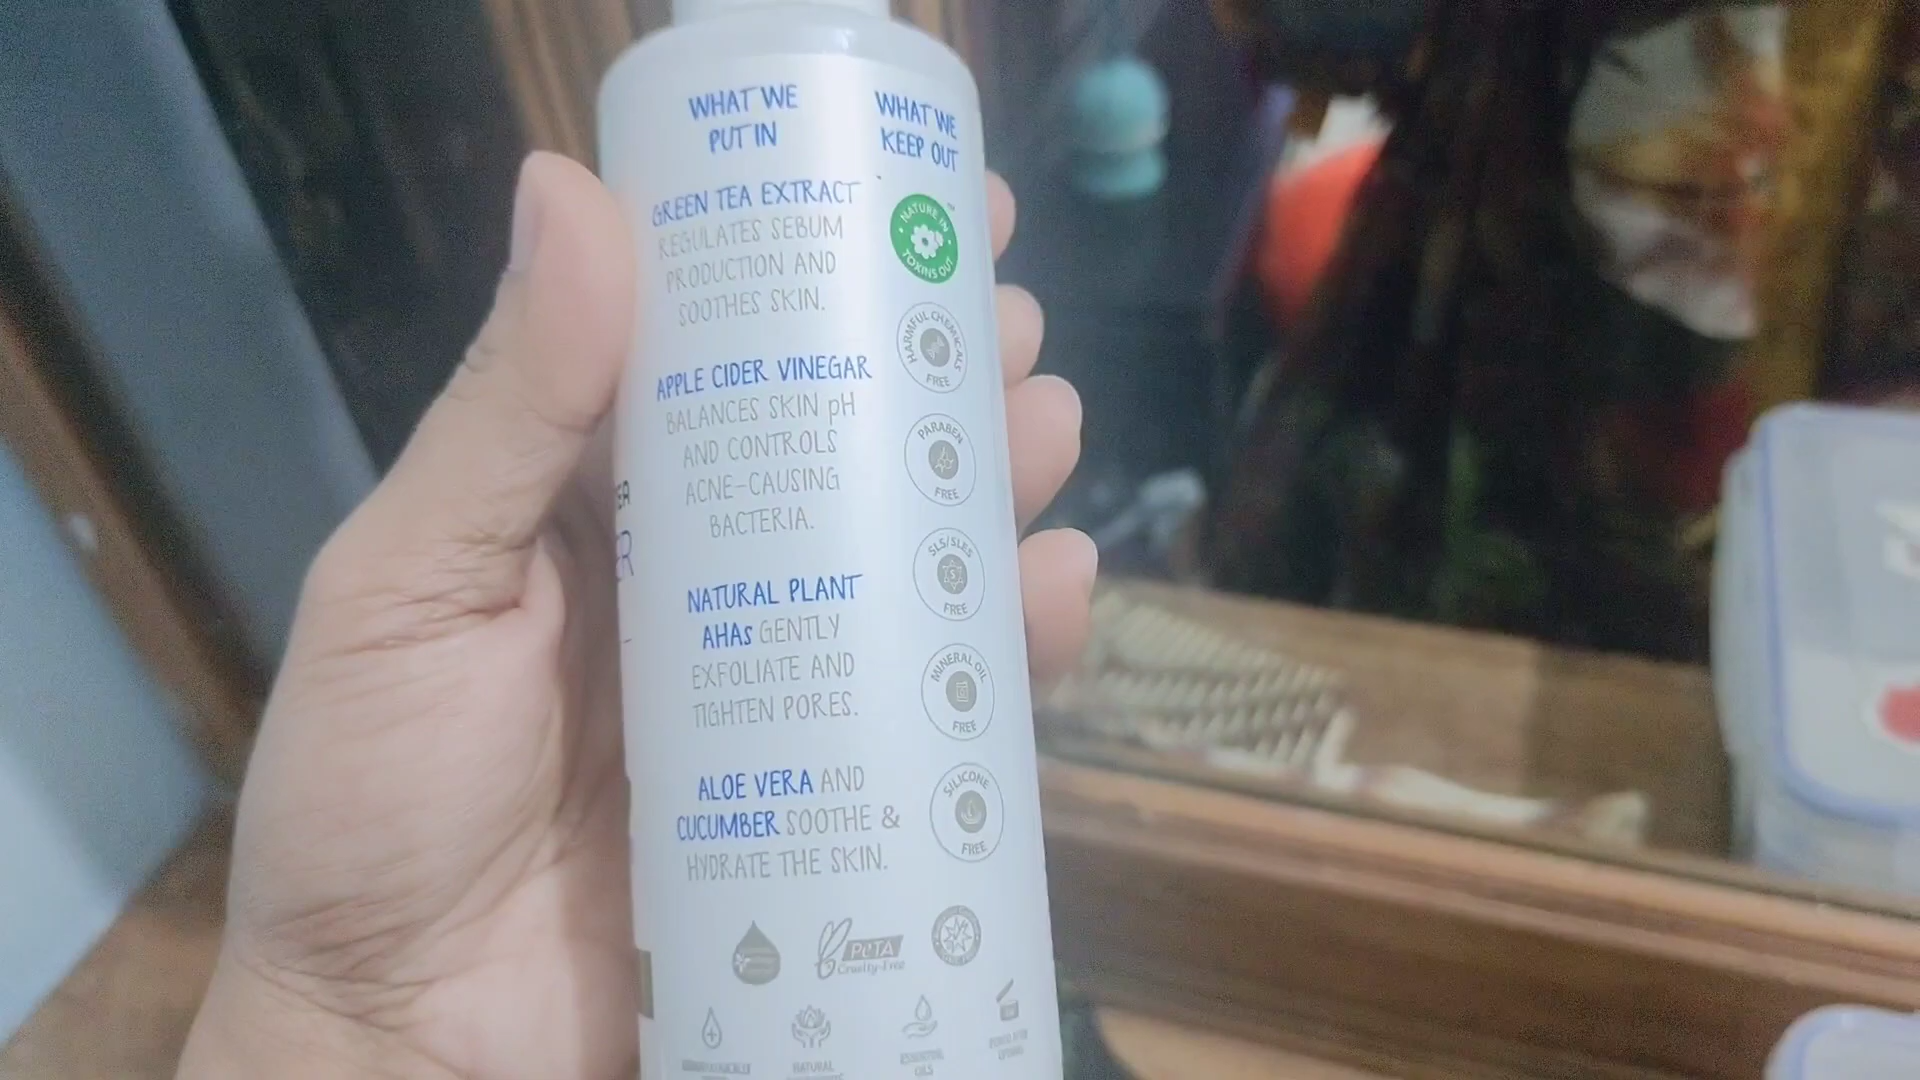 WHAT WE
PUT IN
GREEN TEA EXTRACT
REGULATES SEBUM
PRODUCTION AND
SOOTHES SKIN.
APPLE CIDER VINEGAR
BALANCES SKIN pH
AND CONTROLS
ACNE-CAUSING
BACTERIA.
NATURAL PLANT
AHAs GENTLY
EXFOLIATE AND
TIGHTEN PORES.
ALOE VERA AND
CUCUMBER SOOTHE &
HYDRATE THE SKIN.
WHAT WE
KEEP OUT
NATURE IN
TOXINS OUT
HARMFUL CHEMICALS
FREE
PARABEN
FREE
SLS/SLES
FREE
MINERAL OIL
FREE
SILICONE
FREE
PeTA
Cruelty-Free
NATURAL
ESSENTIAL
OILS